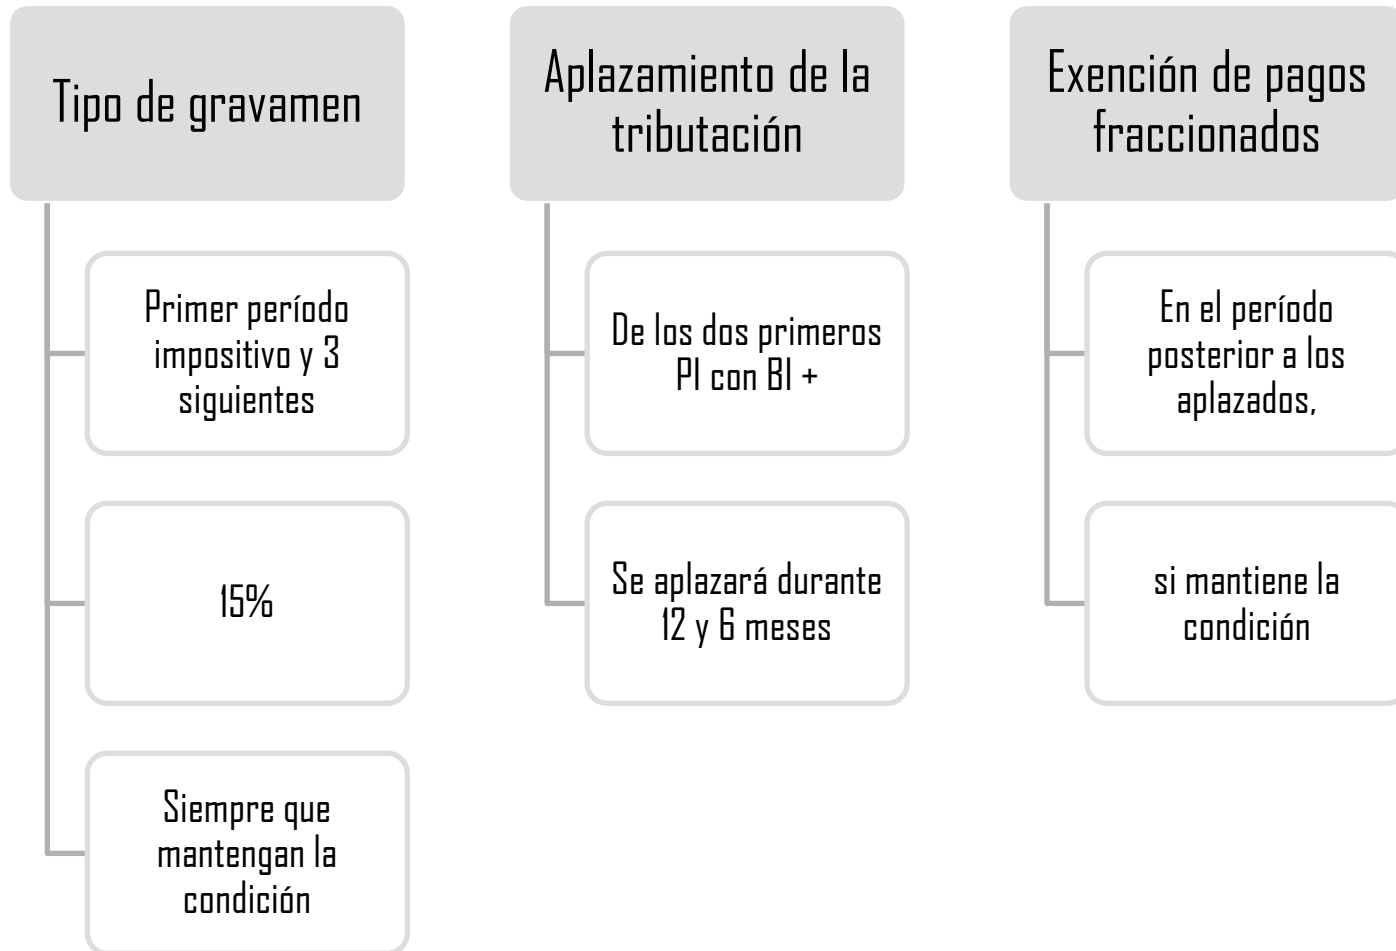 Tipo de gravamen
Primer período
impositivo y 3
siguientes
15%
Siempre que
mantengan la
condición
Aplazamiento de la
tributación
De los dos primeros
PI con BI +
Se aplazará durante
12 y 6 meses
Exención de pagos
fraccionados
En el período
posterior a los
aplazados,
si mantiene la
condición